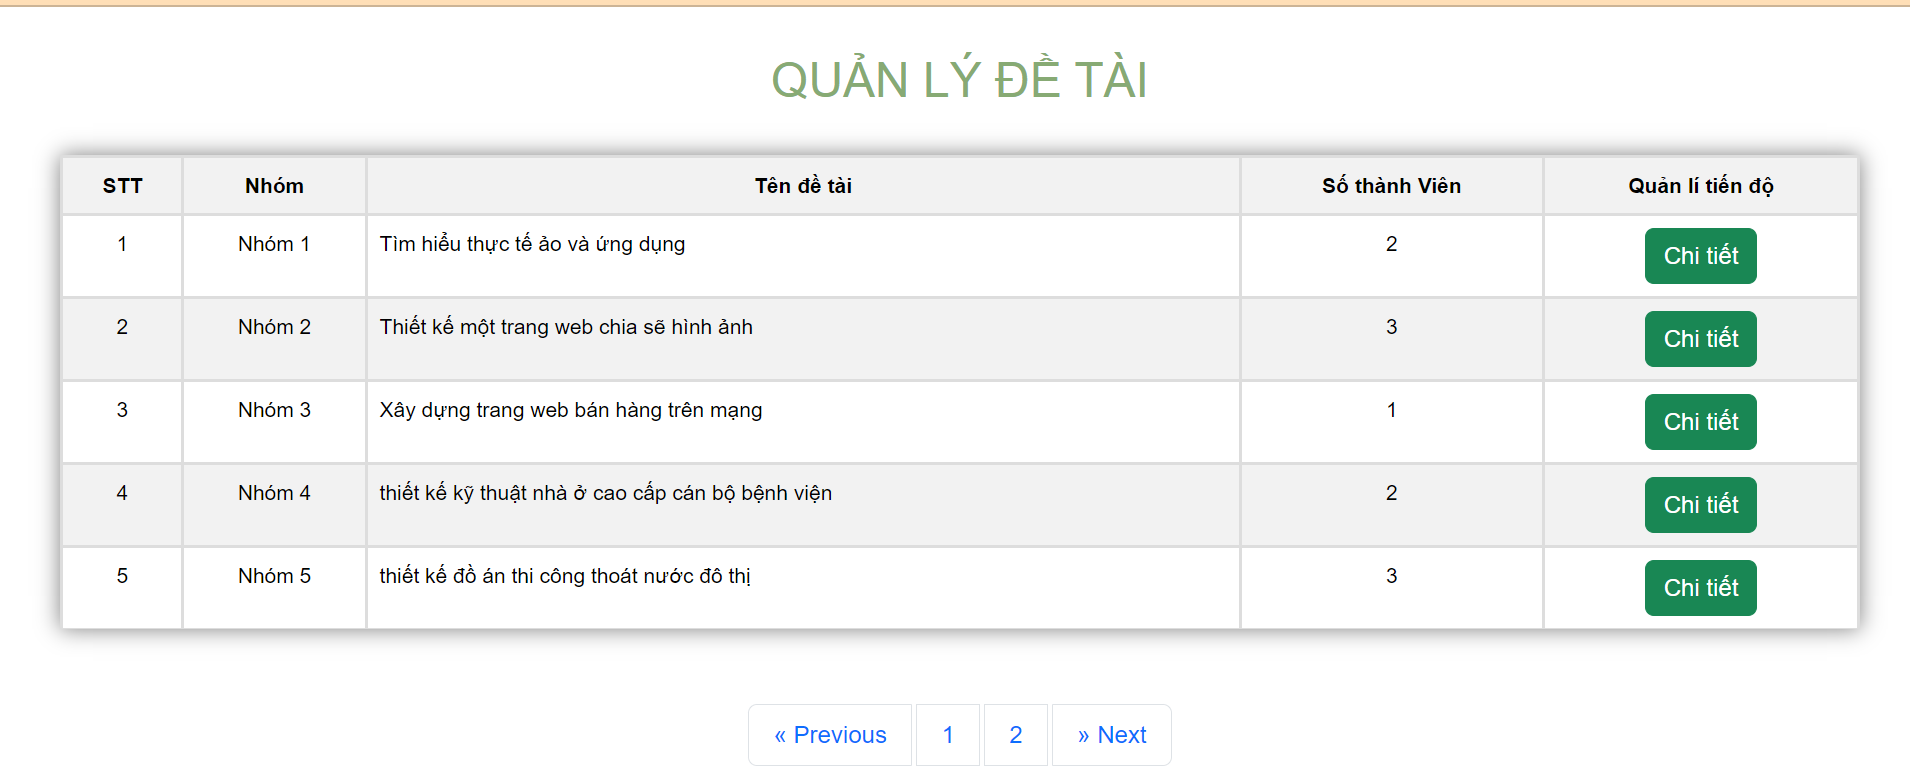 QUẢN LÝ ĐỀ TÀI
STT Nhóm Tên đề tài Số thành Viên Quản lí tiến độ
1 Nhóm 1 Tìm hiểu thực tế ảo và ứng dụng 2 Chi tiết
2 Nhóm 2 Thiết kế một trang web chia sẽ hình ảnh 3 Chi tiết
3 Nhóm 3 Xây dựng trang web bán hàng trên mạng 1 Chi tiết
4 Nhóm 4 thiết kế kỹ thuật nhà ở cao cấp cán bộ bệnh viện 2 Chi tiết
5 Nhóm 5 thiết kế đồ án thi công thoát nước đô thị 3 Chi tiết
« Previous 1 2 » Next